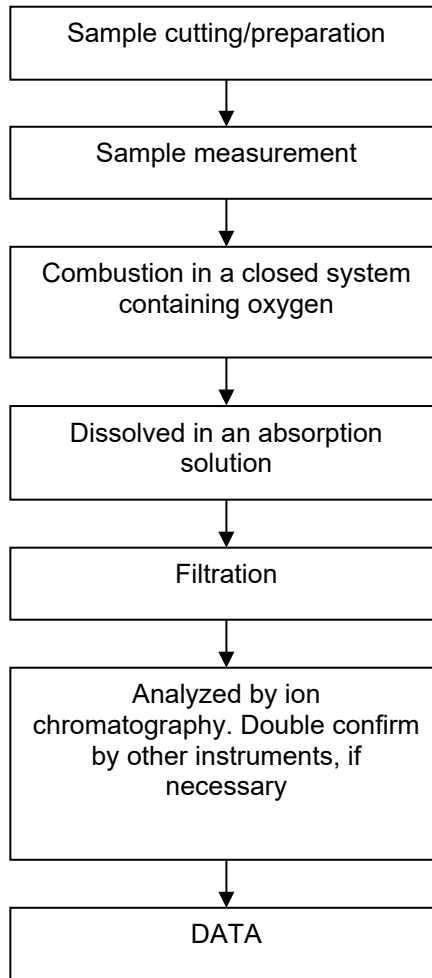 Sample cutting/preparation
Sample measurement
Combustion in a closed system
containing oxygen
Dissolved in an absorption
solution
Filtration
Analyzed by ion
chromatography. Double confirm
by other instruments, if
necessary
DATA